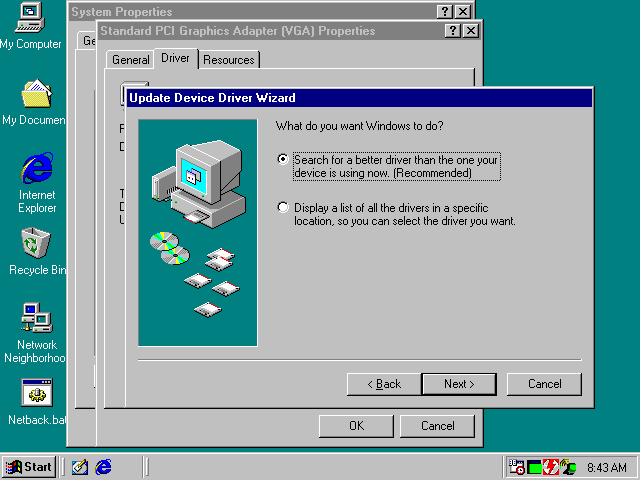 System Properties
Standard PCI Graphics Adapter (VGA) Properties
My Computer
General
Driver
Resources
Update Device Driver Wizard
My Documen
What do you want Windows to do?
Search for a better driver than the one your
device is using now. (Recommended)
Internet
Explorer
Display a list of all the drivers in a specific
location, so you can select the driver you want.
Recycle Bin
Network
Neighborhoo
< Back
Next >
Cancel
Netback.bat
OK
Cancel
Start
8:43 AM